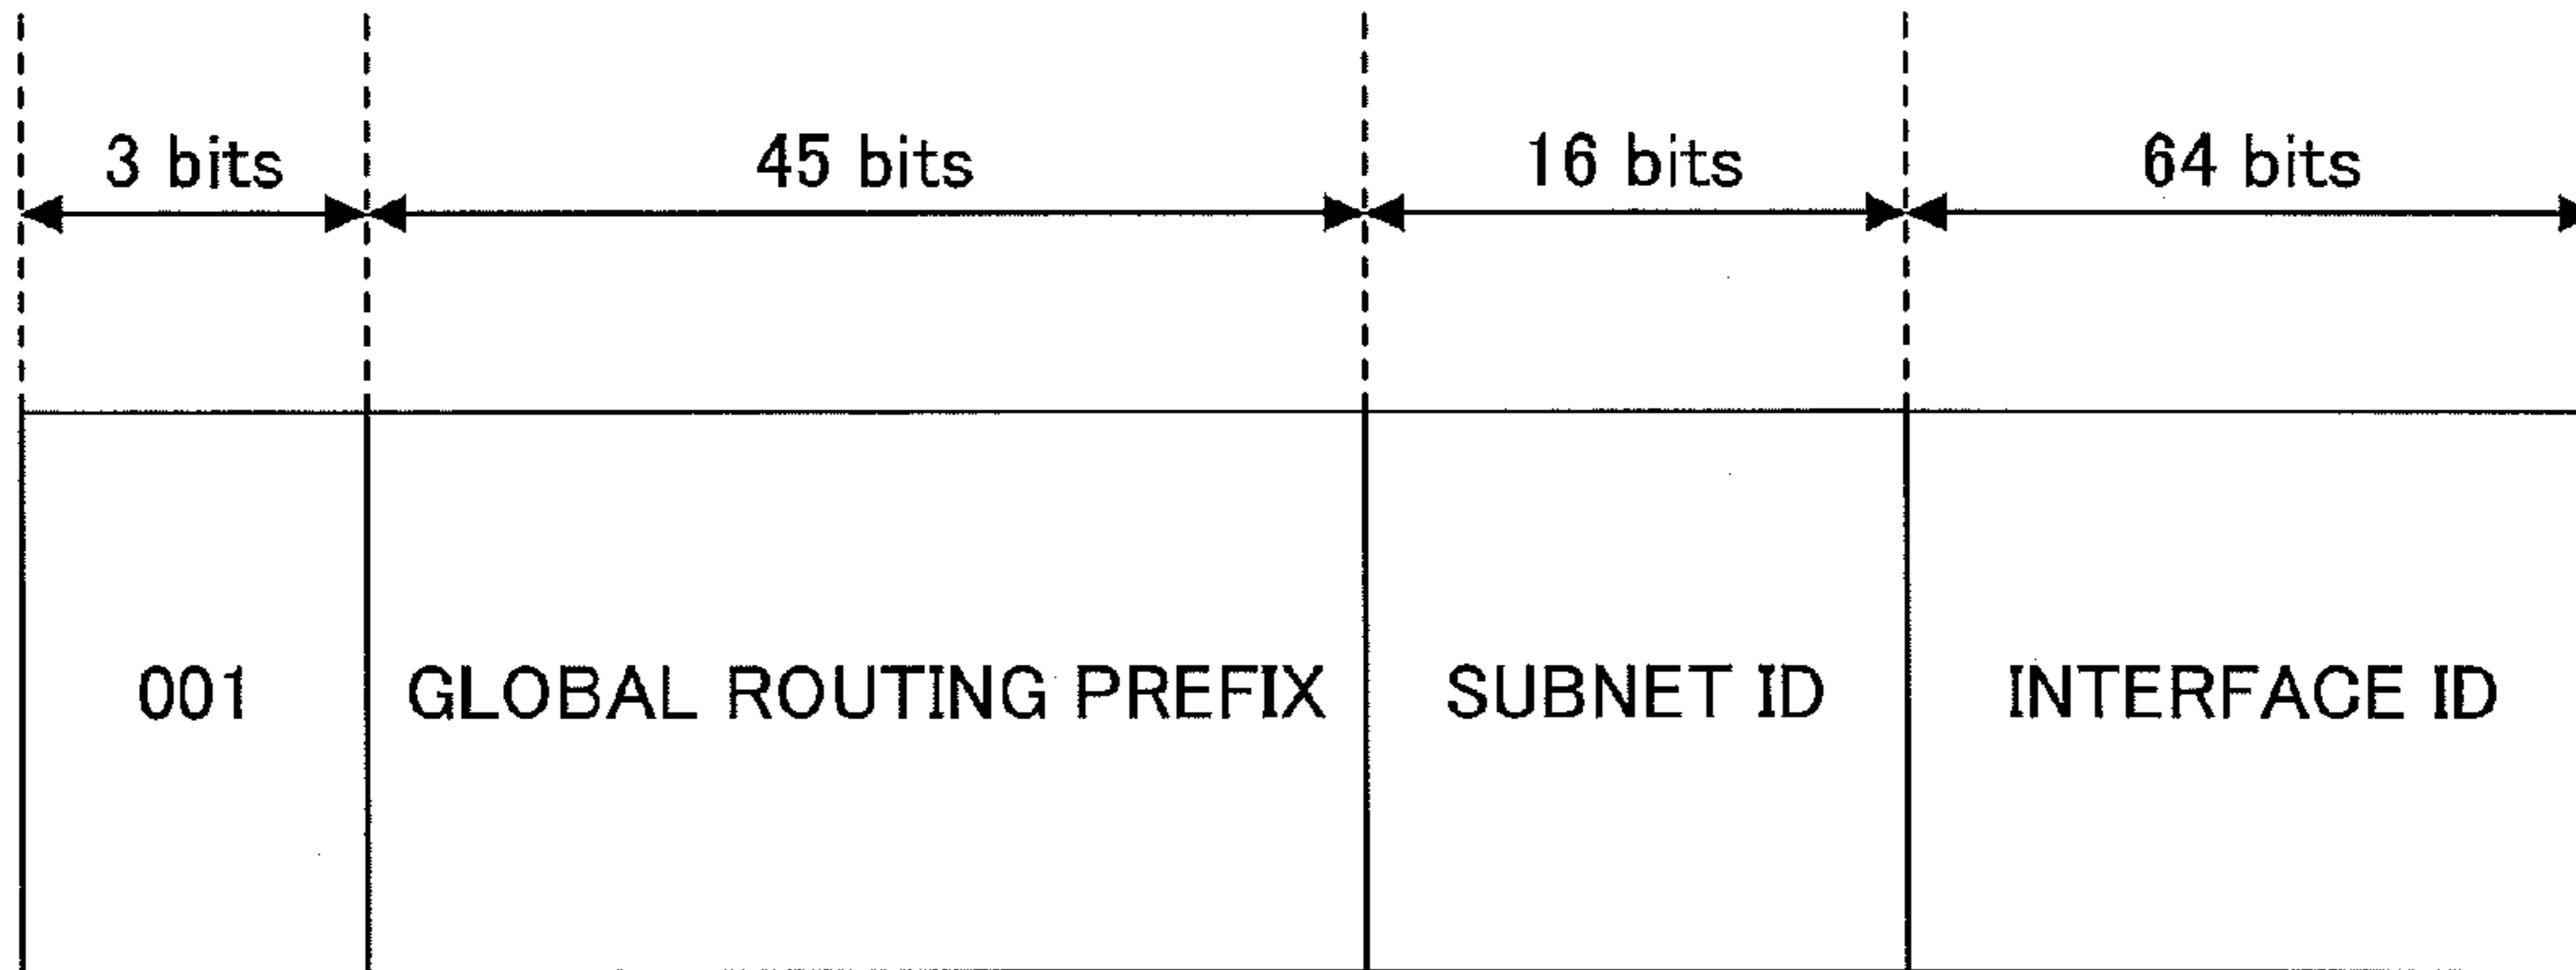 3 bits 45 bits 16 bits 64 bits
001 GLOBAL ROUTING PREFIX SUBNET ID INTERFACE ID